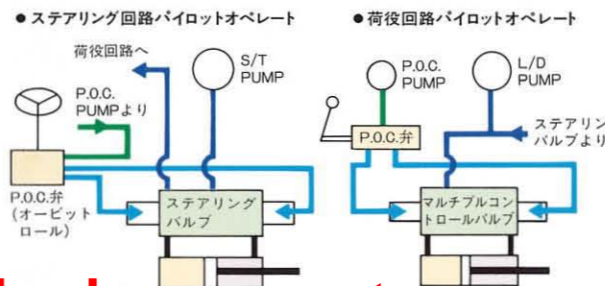 ● ステアリング回路パイロットオペレート
荷役回路へ
S/T
PUMP
P.O.C.
PUMPより
P.O.C.弁
(オービット
ロール)
ステアリング
バルブ
● 荷役回路パイロットオペレート
P.O.C.
PUMP
L/D
PUMP
P.O.C.弁
ステアリン
バルブより
マルチプルコン
トロールバルブ